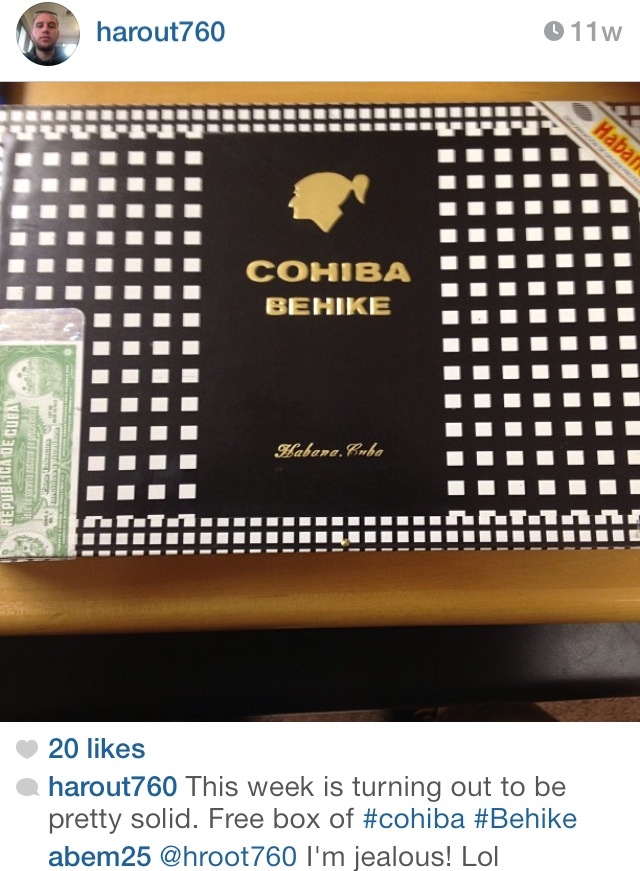 harout760
11w
Haban
COHIBA
BEHIKE
Habana, Cuba
REPUBLICA DE CUBA
20 likes
harout760 This week is turning out to be
pretty solid. Free box of #cohiba #Behike
abem25 @hroot760 I'm jealous! Lol